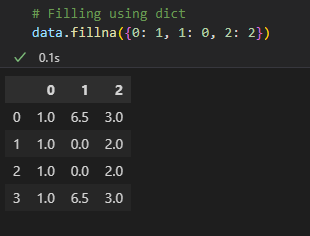 # Filling using dict
data.fillna({0: 1, 1: 0, 2: 2})
✓ 0.1s
0 1 2
0 1.0 6.5 3.0
1 1.0 0.0 2.0
2 1.0 0.0 2.0
3 1.0 6.5 3.0